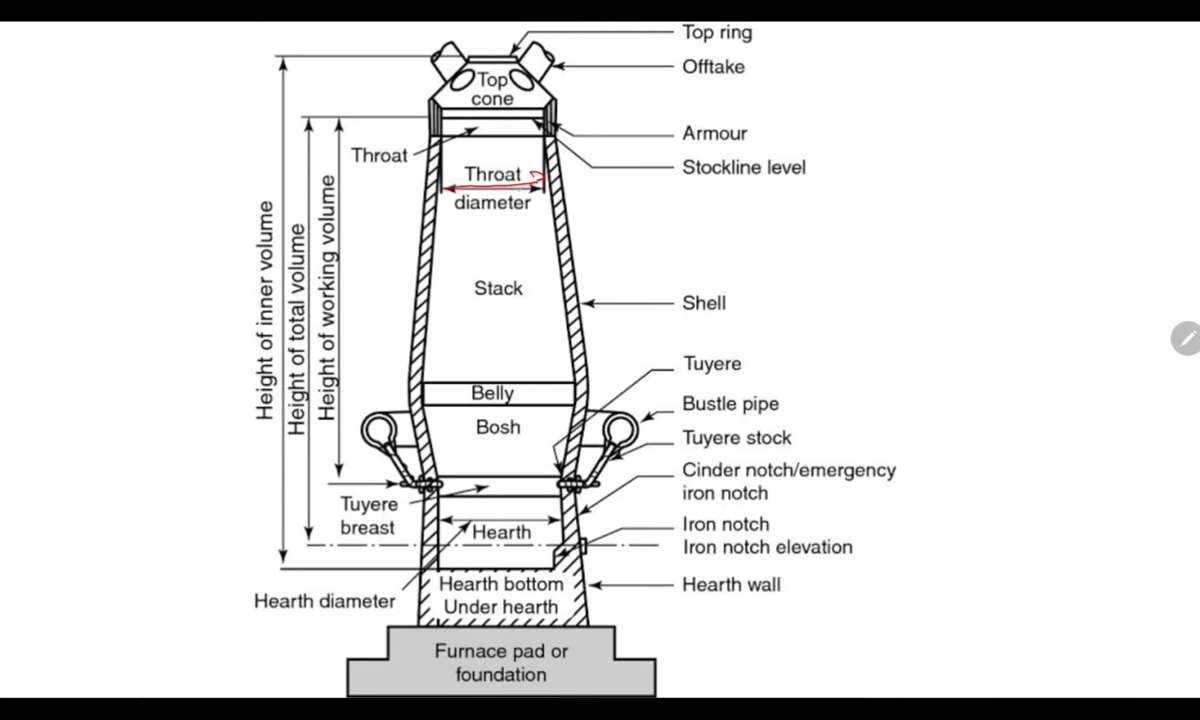 Top ring
Offtake
Top
cone
Armour
Throat
Stockline level
Throat
diameter
Height of inner volume
Height of total volume
Height of working volume
Stack
Shell
Tuyere
Belly
Bustle pipe
Bosh
Tuyere stock
Cinder notch/emergency
iron notch
Tuyere
breast
Iron notch
Hearth
Iron notch elevation
Hearth bottom
Hearth wall
Hearth diameter
Under hearth
Furnace pad or
foundation